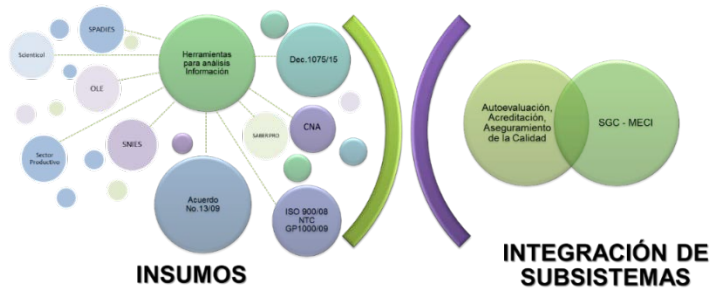 SPADIES
Scienticol
Herramientas
para análisis
Información
Dec.1075/15
OLE
SNIES
SABER PRO
CNA
Sector
Productivo
Acuerdo
No.13/09
ISO 900/08
NTC
GP1000/09
INSUMOS
Autoevaluación,
Acreditación,
Aseguramiento
de la Calidad
SGC - MECI
INTEGRACIÓN DE
SUBSISTEMAS